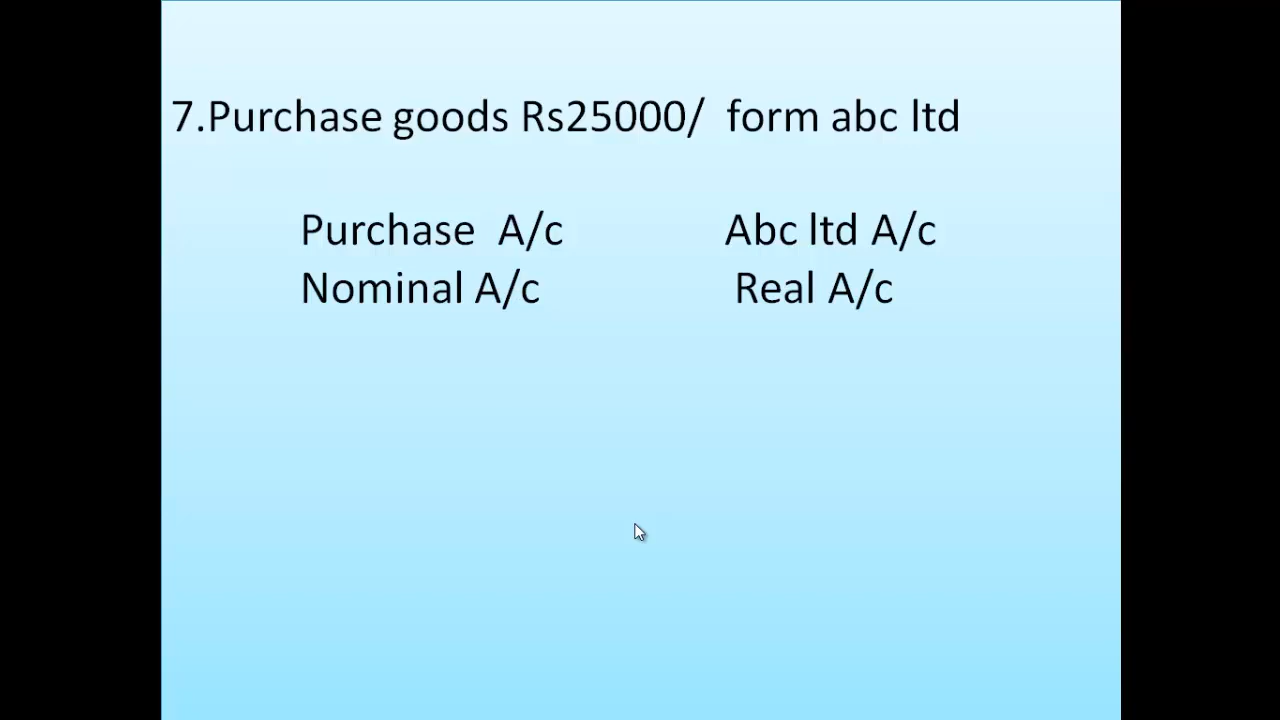 7.Purchase goods Rs25000/ form abc ltd
Purchase A/c Abc ltd A/c
Nominal A/c Real A/c